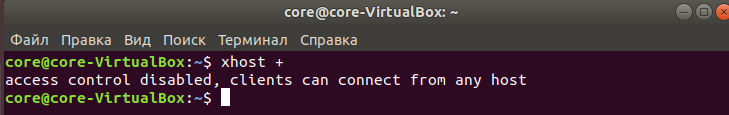 core@core-VirtualBox: ~
Файл Правка Вид Поиск Терминал Справка
core@core-VirtualBox:~$ xhost +
access control disabled, clients can connect from any host
core@core-VirtualBox:~$